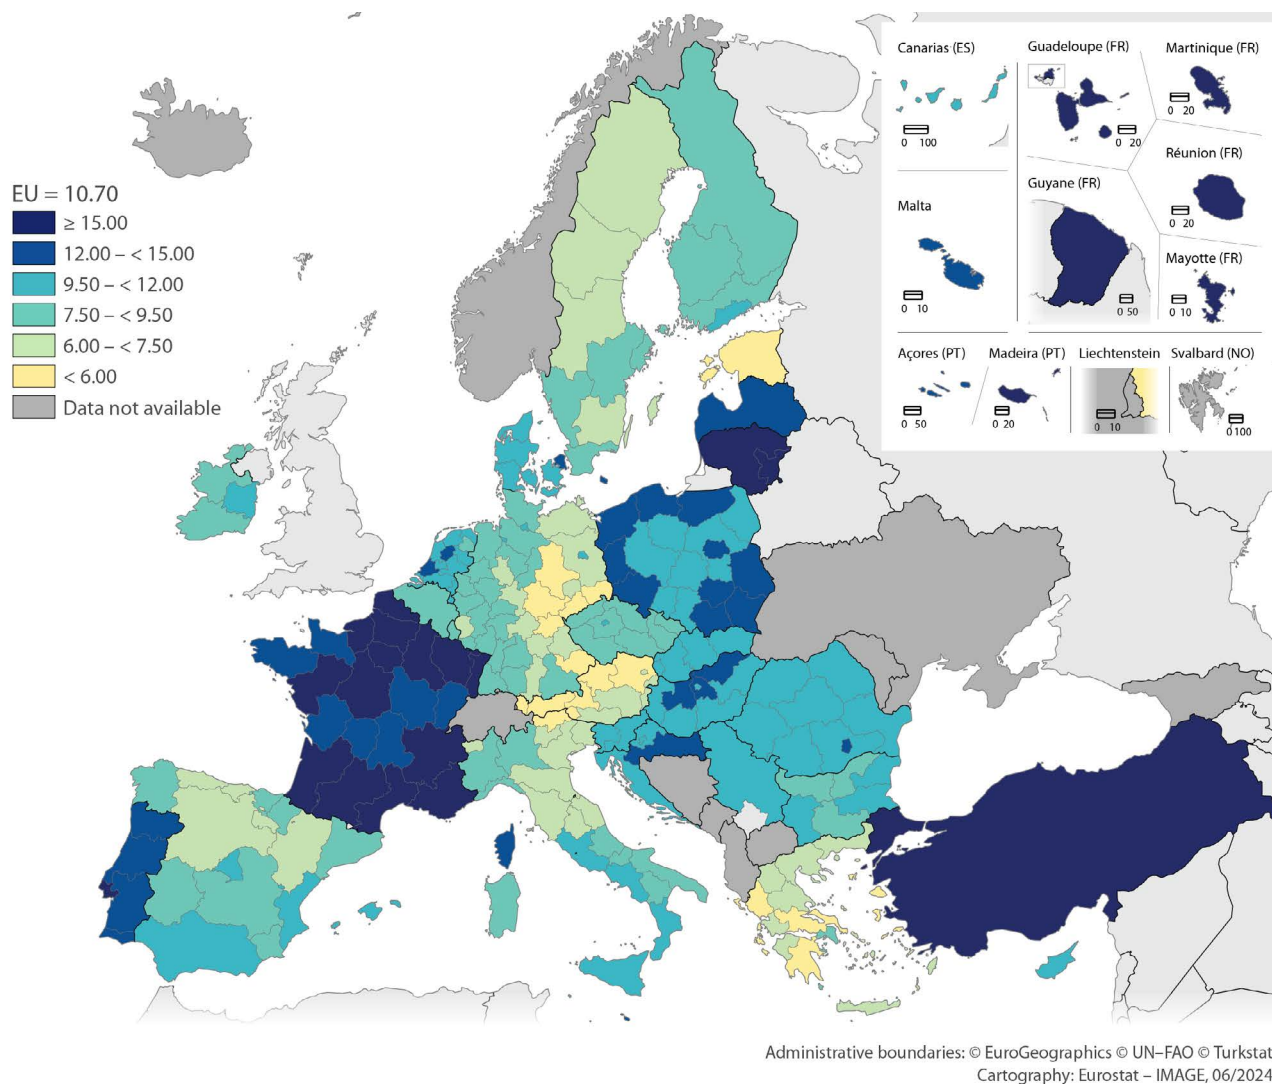 EU = 10.70
≥ 15.00
12.00 – < 15.00
9.50 – < 12.00
7.50 – < 9.50
6.00 – < 7.50
< 6.00
Data not available
Canarias (ES)
0 100
Guadeloupe (FR)
0 20
0 20
Martinique (FR)
0 20
Réunion (FR)
0 20
Malta
0 10
Guyane (FR)
0 50
Mayotte (FR)
0 10
Açores (PT)
0 50
Madeira (PT)
0 20
Liechtenstein
0 10
Svalbard (NO)
0 100
Administrative boundaries: © EuroGeographics © UN–FAO © Turkstat
Cartography: Eurostat – IMAGE, 06/2024